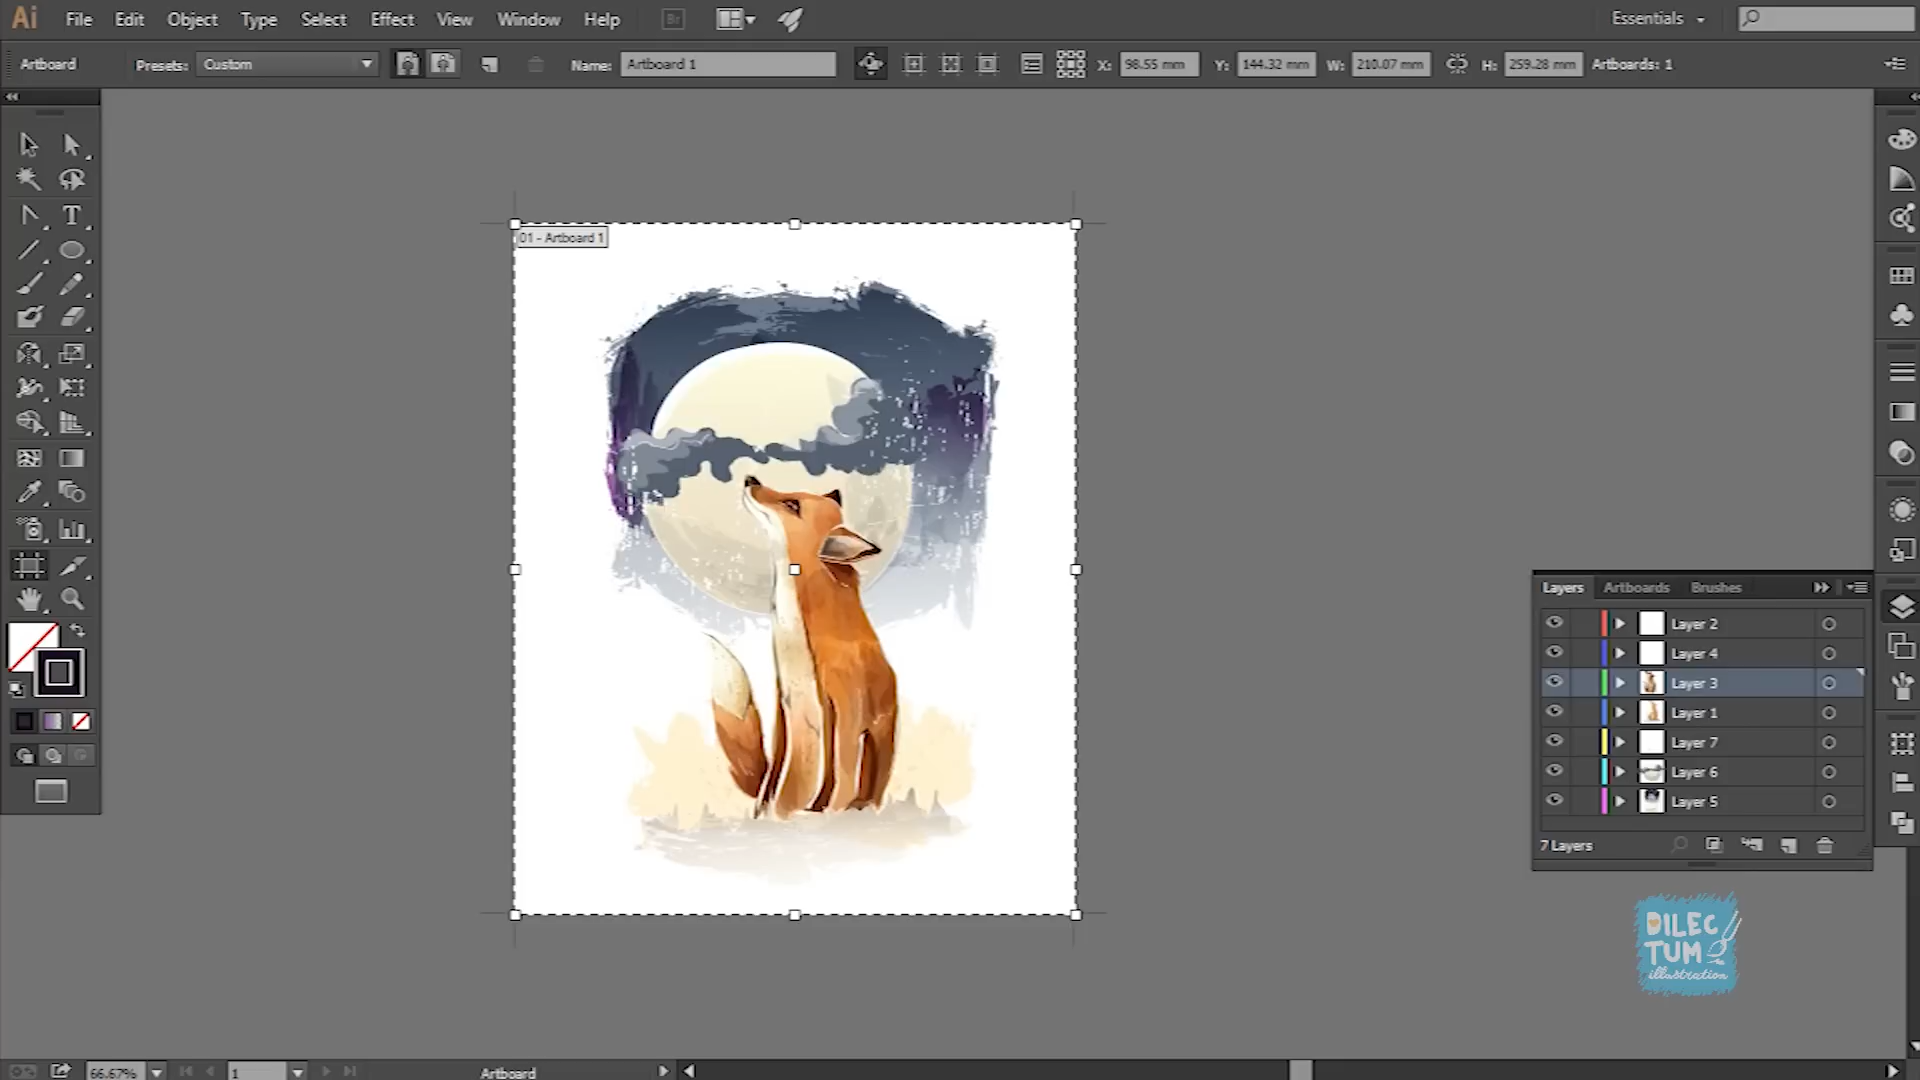 Ai File Edit Object Type Select Effect View Window Help Br Essentials
Artboard Presets: Custom Name: Artboard 1 X: 98.55 mm Y: 144.32 mm W: 210.07 mm H: 259.28 mm Artboards: 1
01 - Artboard 1
Layers Artboards Brushes
Layer 2
Layer 4
Layer 3
Layer 1
Layer 7
Layer 6
Layer 5
7 Layers
DILEC
TUM
illustration
66.67% 1 Artboard